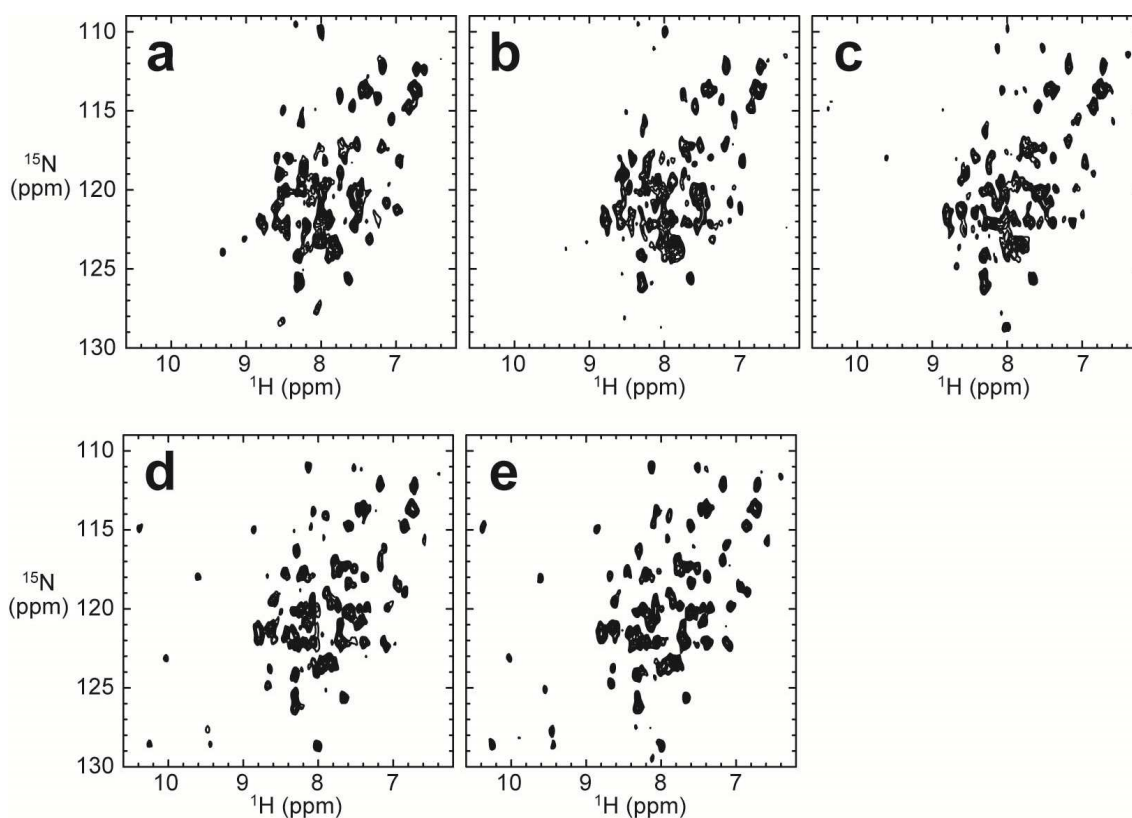 a b c
110
115
¹⁵N 120
(ppm)
125
130
10 9 8 7 10 9 8 7 10 9 8 7
¹H (ppm) ¹H (ppm) ¹H (ppm)
d e
110
115
¹⁵N
(ppm) 120
125
130
10 9 8 7 10 9 8 7
¹H (ppm) ¹H (ppm)